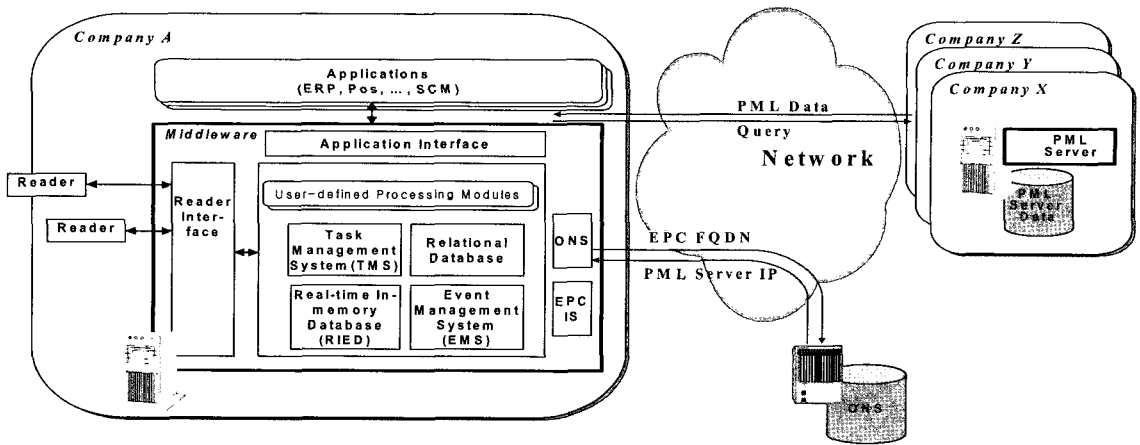 Company A
Applications
(ERP, Pos, ... , SCM)
Middleware
Application Interface
Reader
Reader
Reader
Inter-
face
User-defined Processing Modules
Task
Management
System(TMS)
Relational
Database
Real-time In-
memory
Database
(RIED)
Event
Management
System
(EMS)
ONS
EPC
IS
PML Data
Query
Network
EPC FQDN
PML Server IP
ONS
Company Z
Company Y
Company X
PML
Server
PML
Server
Data